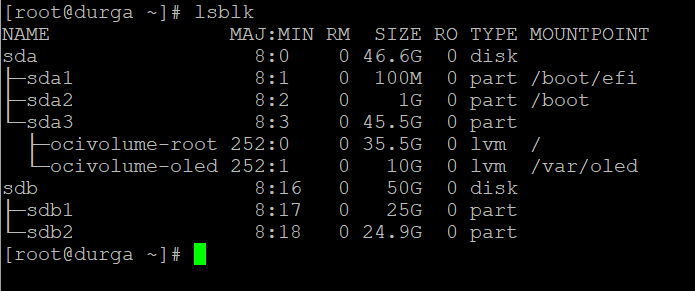 [root@durga ~]# lsblk
NAME               MAJ:MIN RM  SIZE RO TYPE MOUNTPOINT
sda                  8:0    0 46.6G  0 disk
├─sda1               8:1    0  100M  0 part /boot/efi
├─sda2               8:2    0    1G  0 part /boot
└─sda3               8:3    0 45.5G  0 part
  ├─ocivolume-root 252:0    0 35.5G  0 lvm  /
  └─ocivolume-oled 252:1    0   10G  0 lvm  /var/oled
sdb                  8:16   0   50G  0 disk
├─sdb1               8:17   0   25G  0 part
└─sdb2               8:18   0 24.9G  0 part
[root@durga ~]#